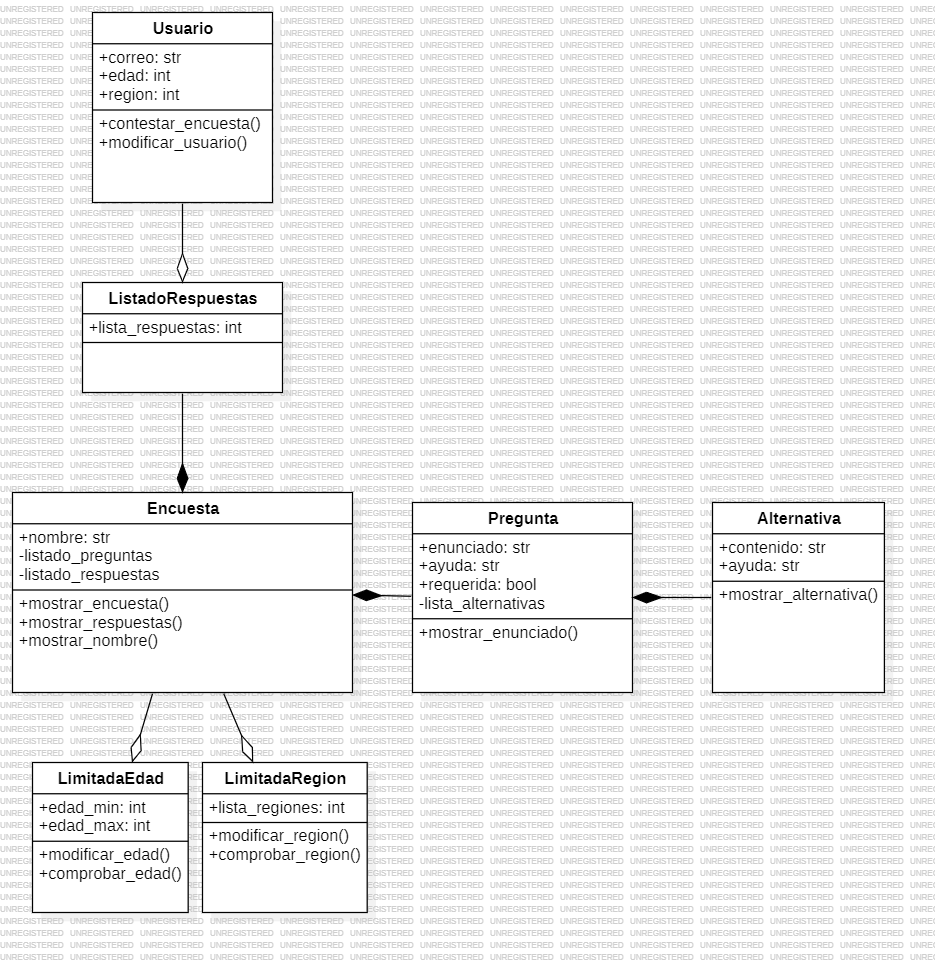 Usuario
+correo: str
+edad: int
+region: int
+contestar_encuesta()
+modificar_usuario()
ListadoRespuestas
+lista_respuestas: int
Encuesta
+nombre: str
-listado_preguntas
-listado_respuestas
+mostrar_encuesta()
+mostrar_respuestas()
+mostrar_nombre()
Pregunta
+enunciado: str
+ayuda: str
+requerida: bool
-lista_alternativas
+mostrar_enunciado()
Alternativa
+contenido: str
+ayuda: str
+mostrar_alternativa()
LimitadaEdad
+edad_min: int
+edad_max: int
+modificar_edad()
+comprobar_edad()
LimitadaRegion
+lista_regiones: int
+modificar_region()
+comprobar_region()
UNREGISTERED